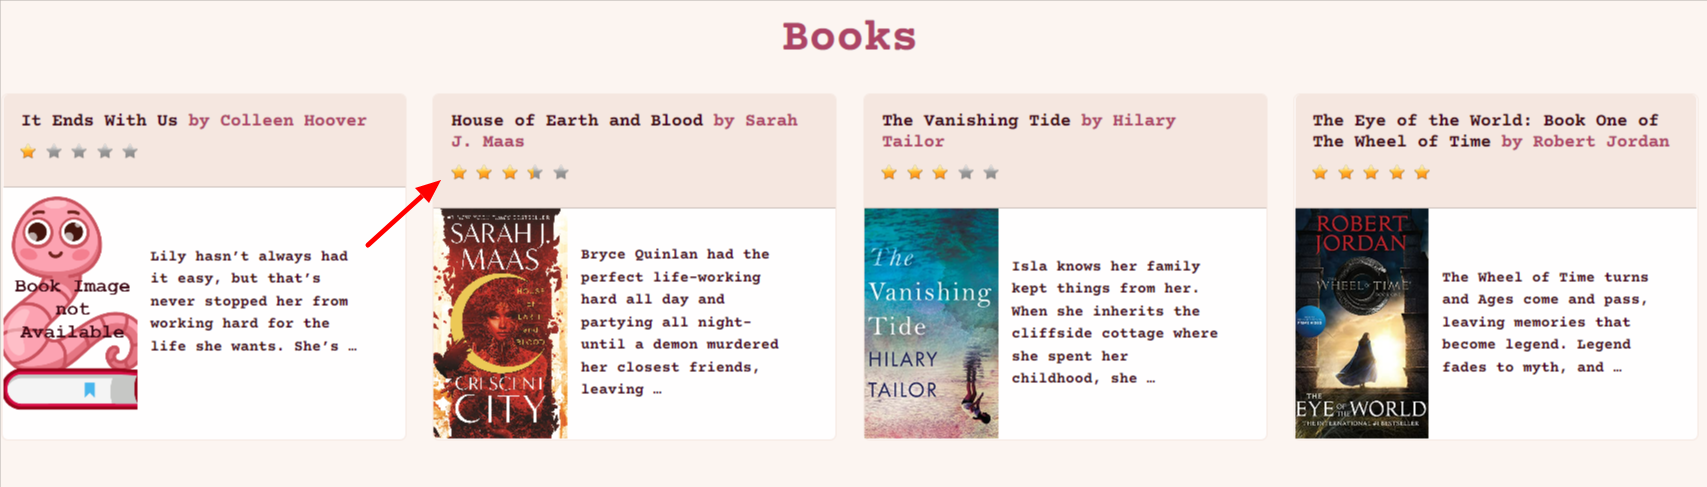 Books
It Ends With Us by Colleen Hoover
Book Image
not
Available
Lily hasn’t always had
it easy, but that’s
never stopped her from
working hard for the
life she wants. She’s …
House of Earth and Blood by Sarah
J. Maas
SARAH J.
MAAS
CRESCENT
CITY
Bryce Quinlan had the
perfect life-working
hard all day and
partying all night-
until a demon murdered
her closest friends,
leaving …
The Vanishing Tide by Hilary
Tailor
The
Vanishing
Tide
HILARY
TAILOR
Isla knows her family
kept things from her.
When she inherits the
cliffside cottage where
she spent her
childhood, she …
The Eye of the World: Book One of
The Wheel of Time by Robert Jordan
ROBERT
JORDAN
WHEEL OF TIME
THE
EYE OF THE WORLD
THE INTERNATIONAL #1 BESTSELLER
The Wheel of Time turns
and Ages come and pass,
leaving memories that
become legend. Legend
fades to myth, and …